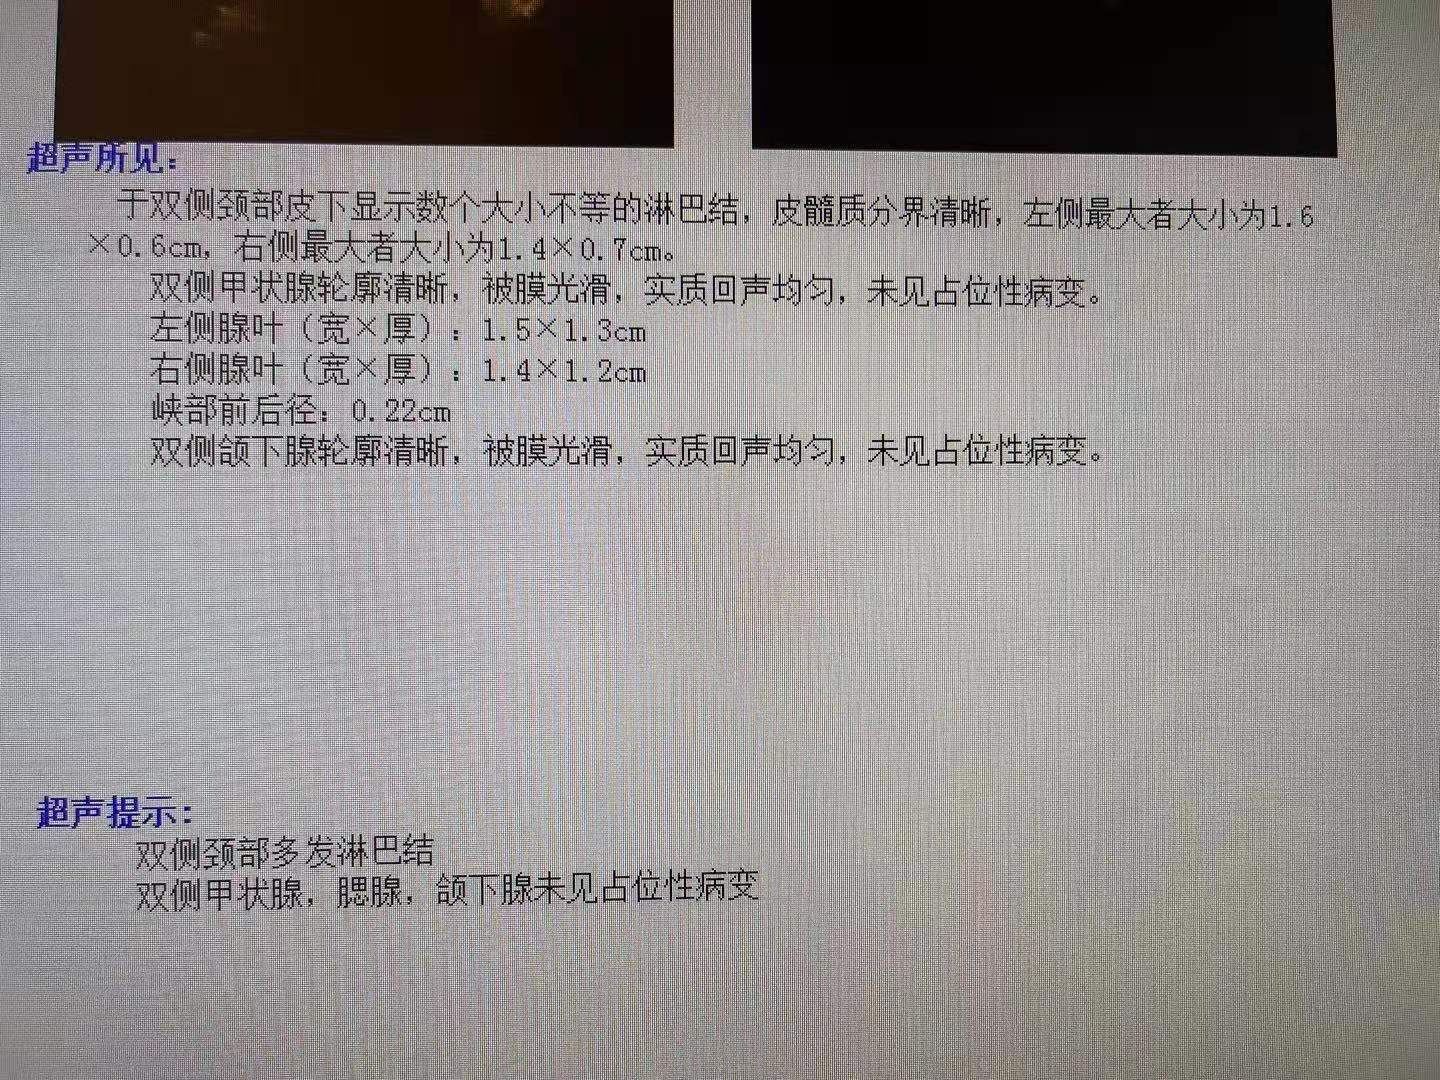 超声所见：
于双侧颈部皮下显示数个大小不等的淋巴结，皮髓质分界清晰，左侧最大者大小为1.6
×0.6cm，右侧最大者大小为1.4×0.7cm。
双侧甲状腺轮廓清晰，被膜光滑，实质回声均匀，未见占位性病变。
左侧腺叶（宽×厚）：1.5×1.3cm
右侧腺叶（宽×厚）：1.4×1.2cm
峡部前后径：0.22cm
双侧颌下腺轮廓清晰，被膜光滑，实质回声均匀，未见占位性病变。
超声提示：
双侧颈部多发淋巴结
双侧甲状腺，腮腺，颌下腺未见占位性病变